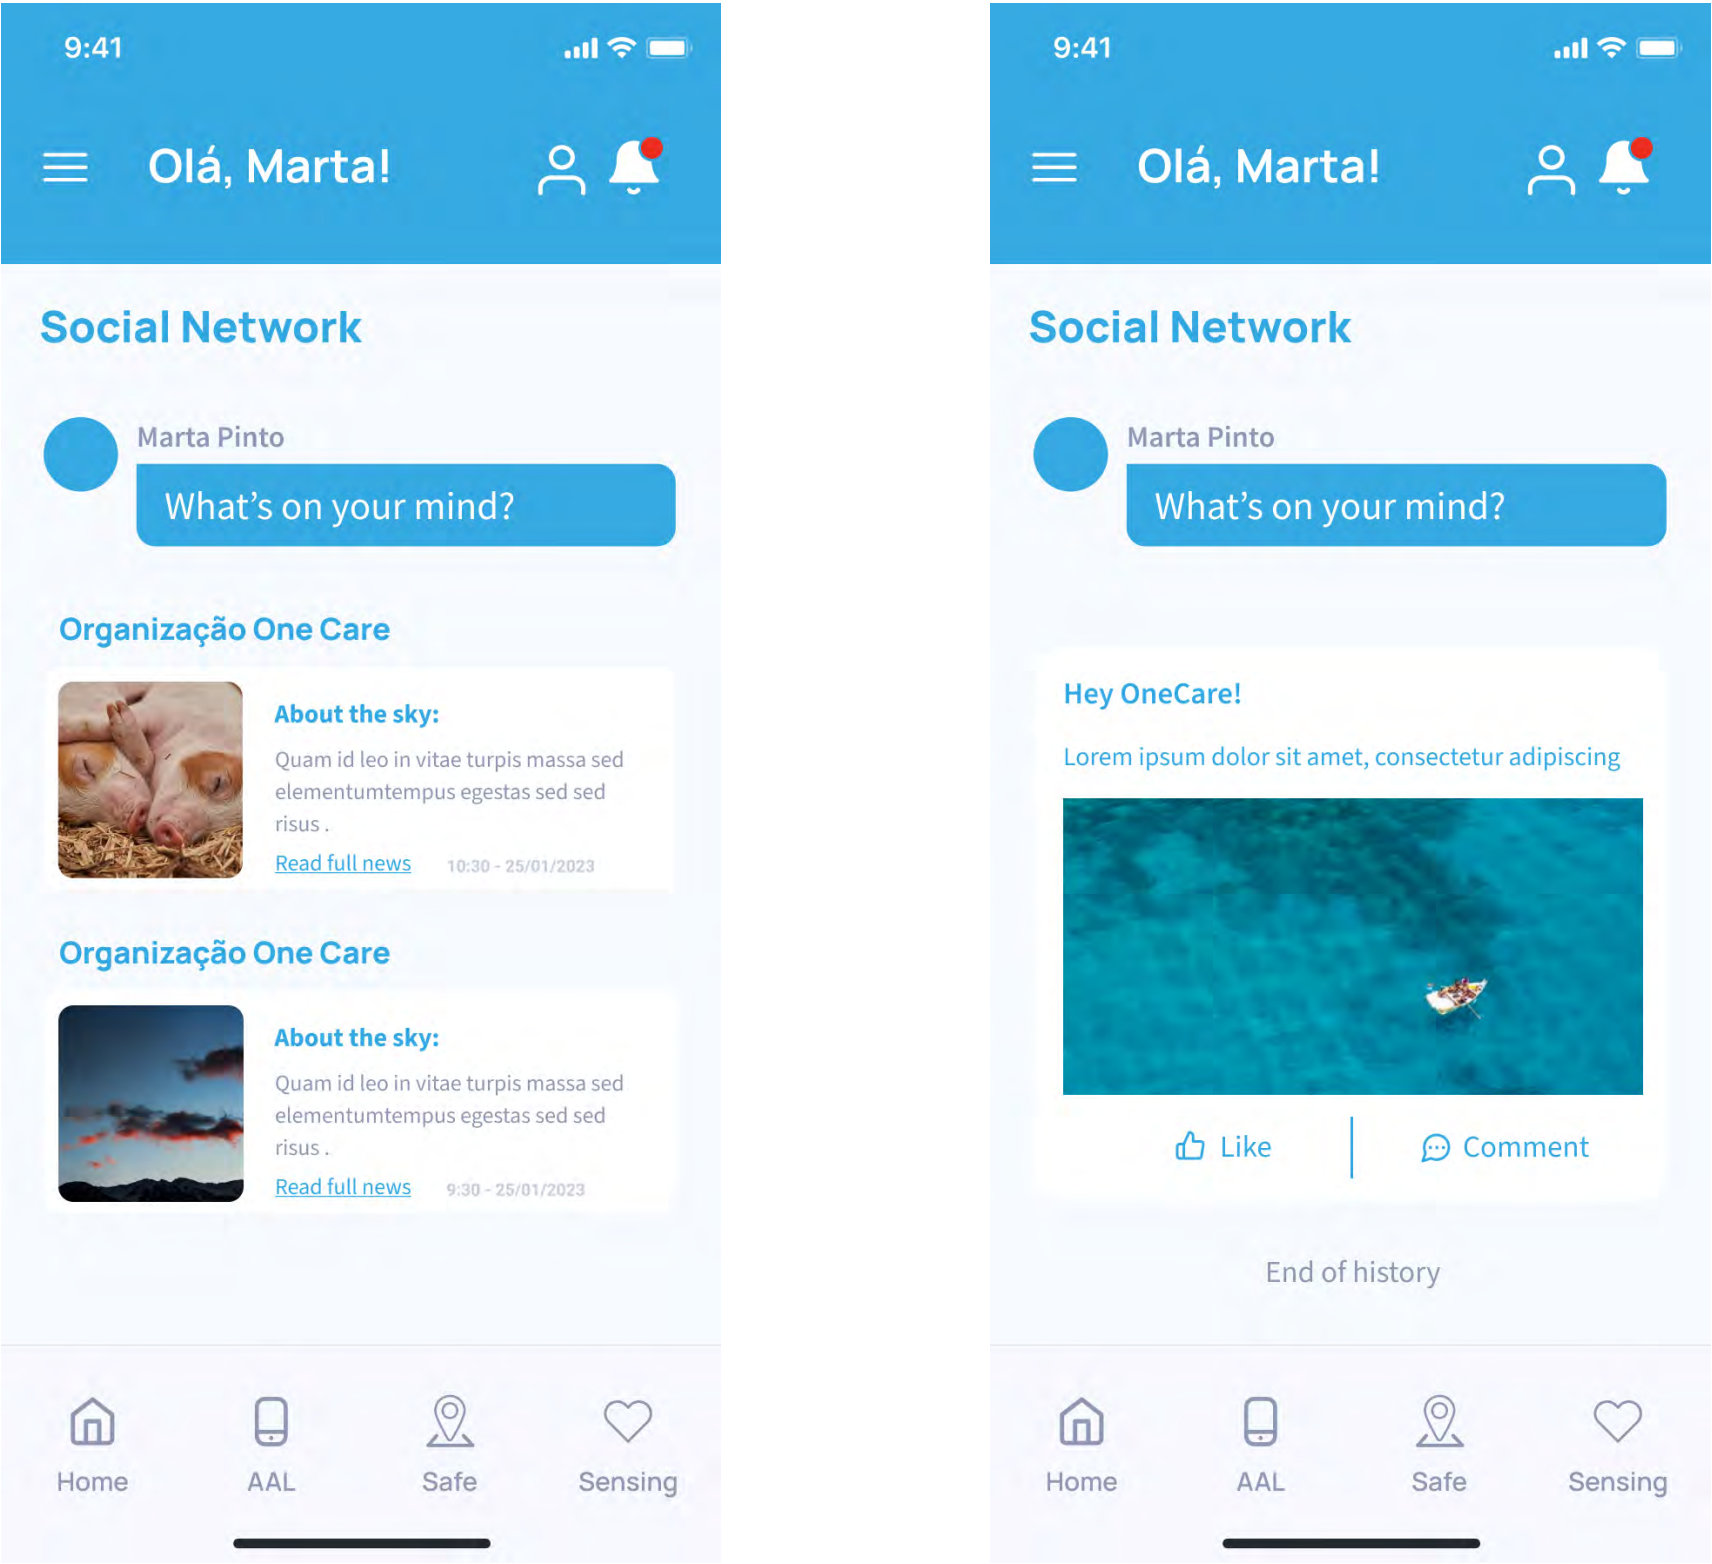 9:41
Olá, Marta!
Social Network
Marta Pinto
What's on your mind?
Organização One Care
About the sky:
Quam id leo in vitae turpis massa sed
elementumtempus egestas sed sed
risus .
Read full news 10:30 - 25/01/2023
Organização One Care
About the sky:
Quam id leo in vitae turpis massa sed
elementumtempus egestas sed sed
risus .
Read full news 9:30 - 25/01/2023
Home AAL Safe Sensing
9:41
Olá, Marta!
Social Network
Marta Pinto
What's on your mind?
Hey OneCare!
Lorem ipsum dolor sit amet, consectetur adipiscing
Like Comment
End of history
Home AAL Safe Sensing